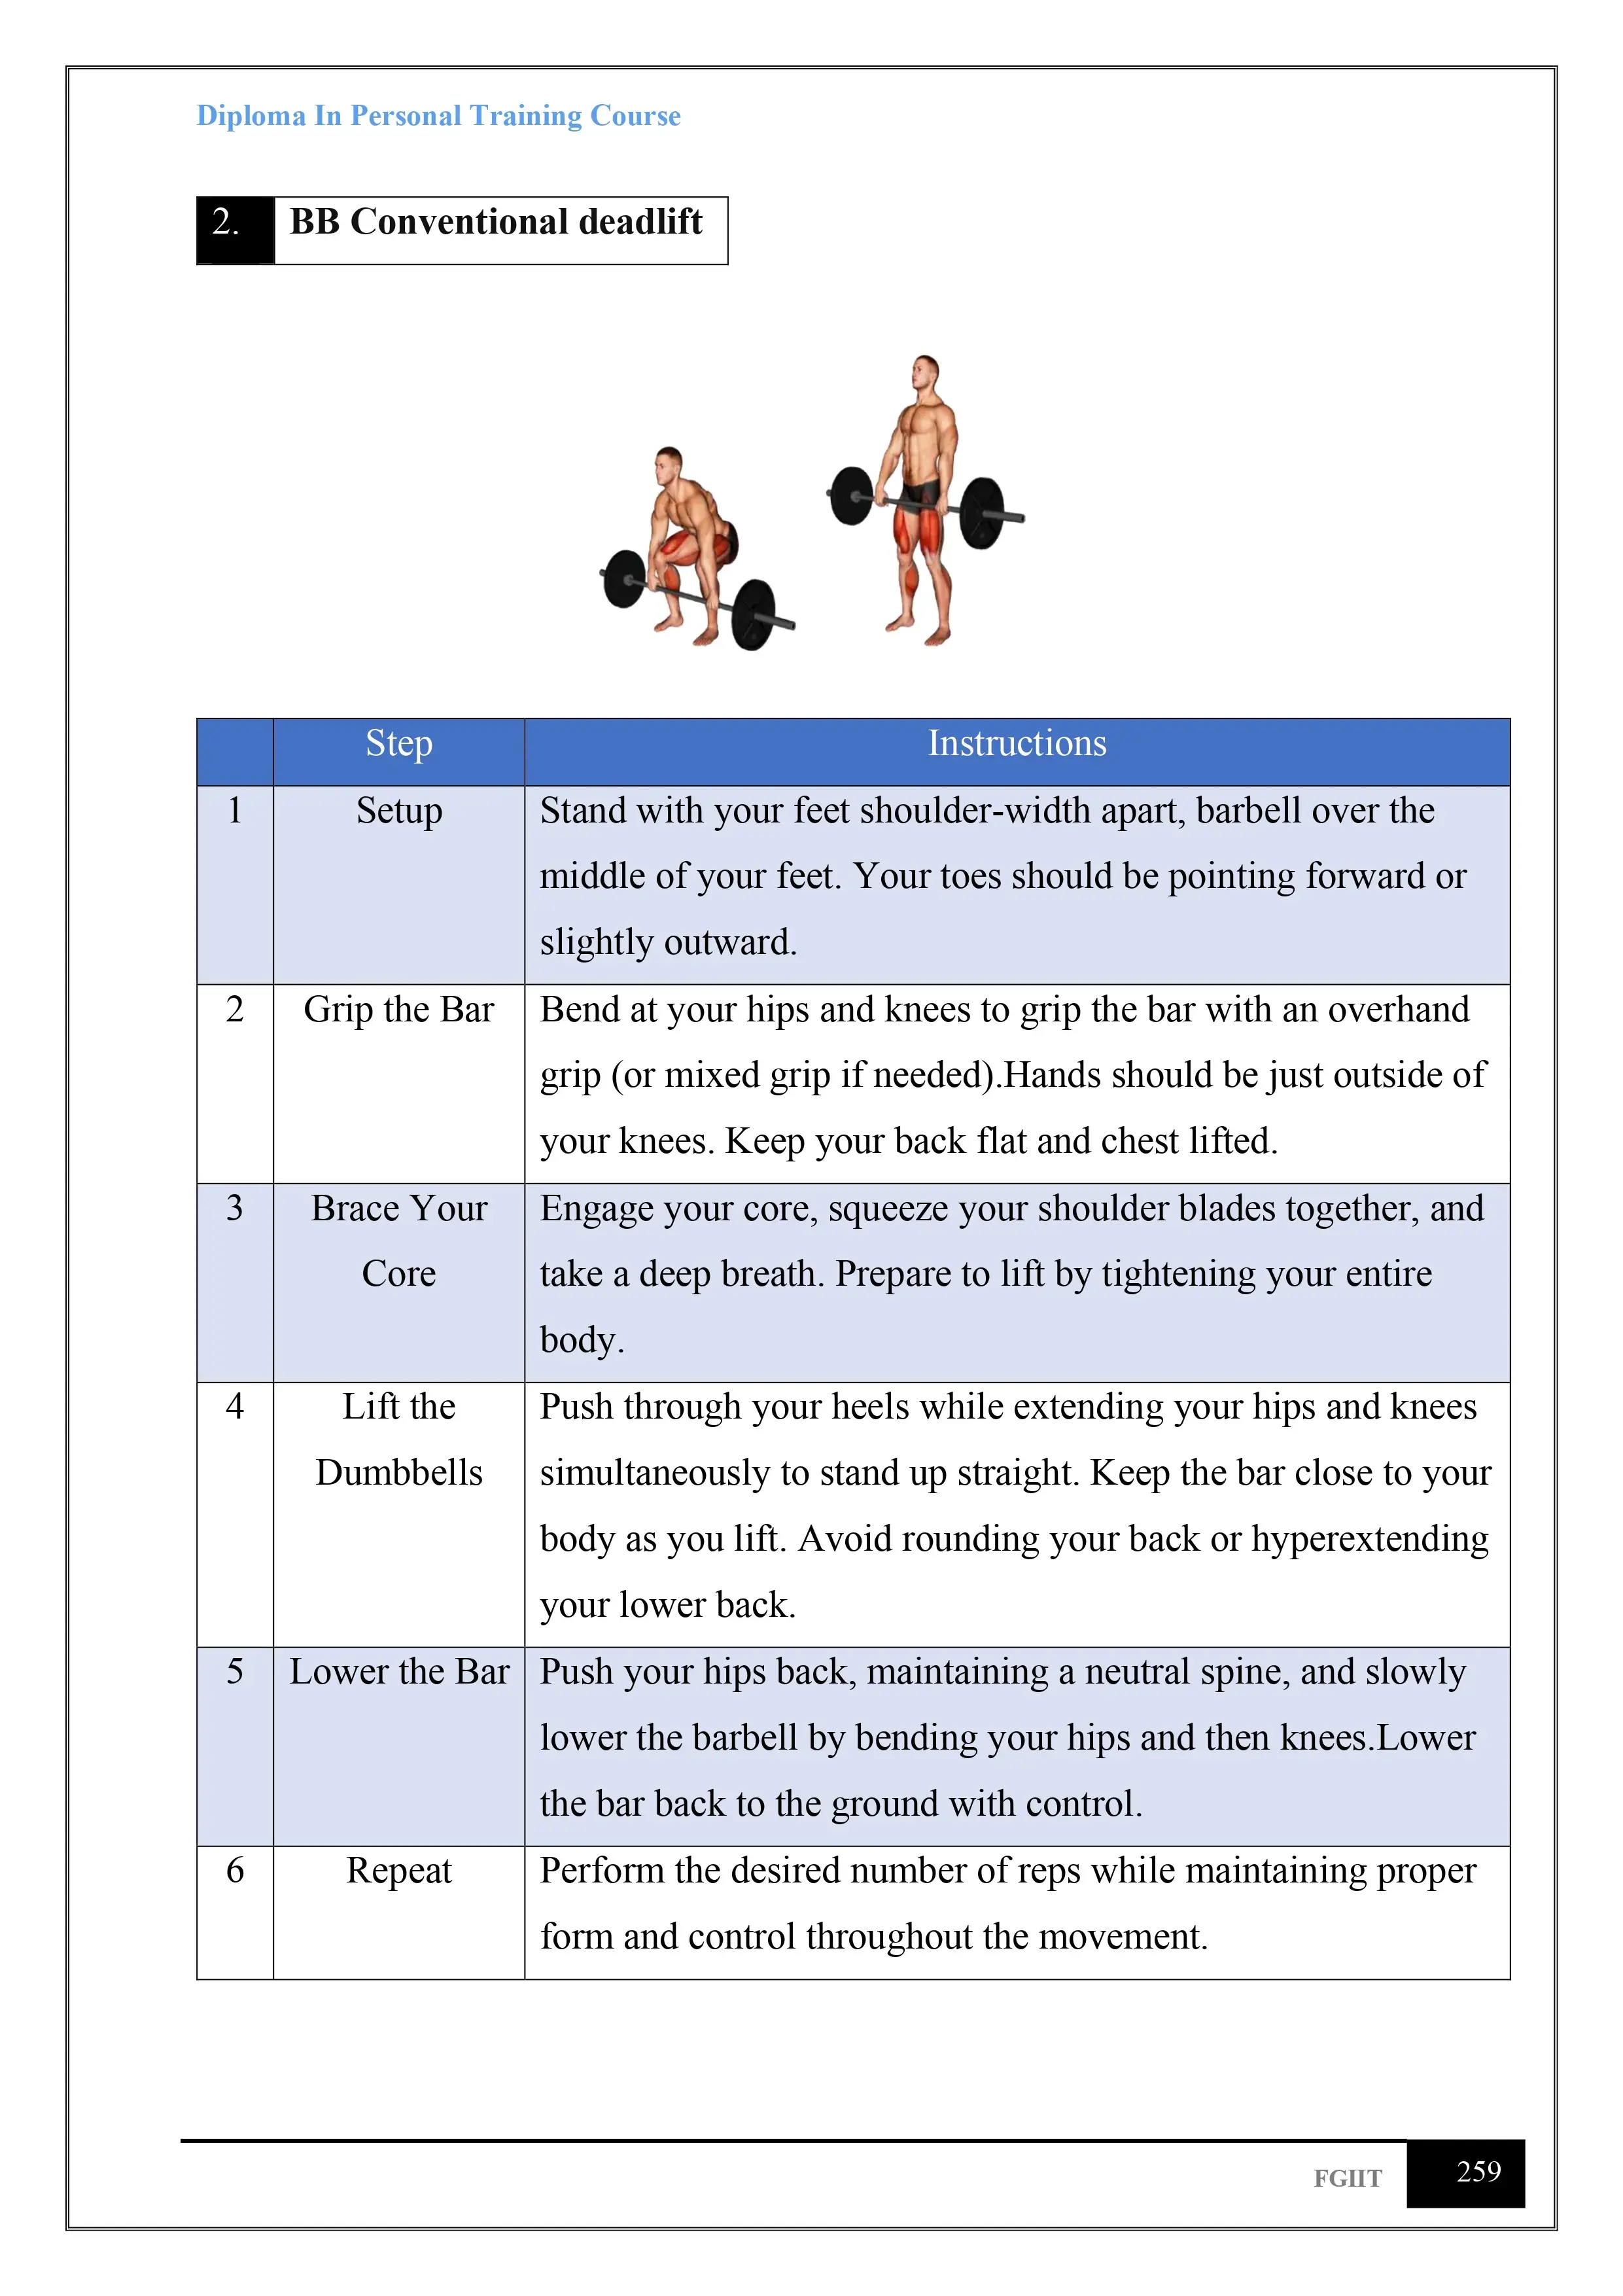 Diploma In Personal Training Course
2. BB Conventional deadlift
Step Instructions
1 Setup Stand with your feet shoulder-width apart, barbell over the
middle of your feet. Your toes should be pointing forward or
slightly outward.
2 Grip the Bar Bend at your hips and knees to grip the bar with an overhand
grip (or mixed grip if needed).Hands should be just outside of
your knees. Keep your back flat and chest lifted.
3 Brace Your Engage your core, squeeze your shoulder blades together, and
Core take a deep breath. Prepare to lift by tightening your entire
body.
4 Lift the Push through your heels while extending your hips and knees
Dumbbells simultaneously to stand up straight. Keep the bar close to your
body as you lift. Avoid rounding your back or hyperextending
your lower back.
5 Lower the Bar Push your hips back, maintaining a neutral spine, and slowly
lower the barbell by bending your hips and then knees.Lower
the bar back to the ground with control.
6 Repeat Perform the desired number of reps while maintaining proper
form and control throughout the movement.
FGIIT 259